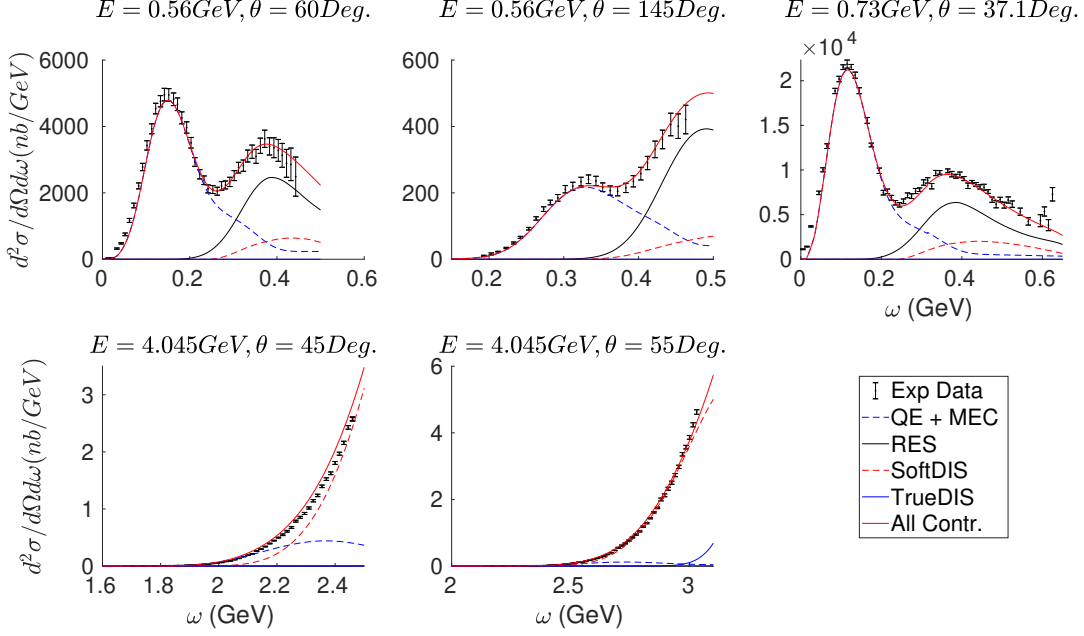 E = 0.56GeV, θ = 60Deg.
E = 0.56GeV, θ = 145Deg.
E = 0.73GeV, θ = 37.1Deg.
d²σ/dΩdω(nb/GeV)
6000
4000
2000
0
0
0.2
0.4
0.6
600
400
200
0
0.2
0.3
0.4
0.5
×10⁴
2
1.5
1
0.5
0
0
0.2
0.4
0.6
ω (GeV)
E = 4.045GeV, θ = 45Deg.
E = 4.045GeV, θ = 55Deg.
d²σ/dΩdω(nb/GeV)
3
2
1
0
1.6
1.8
2
2.2
2.4
ω (GeV)
6
4
2
0
2
2.5
3
ω (GeV)
Exp Data
QE + MEC
RES
SoftDIS
TrueDIS
All Contr.